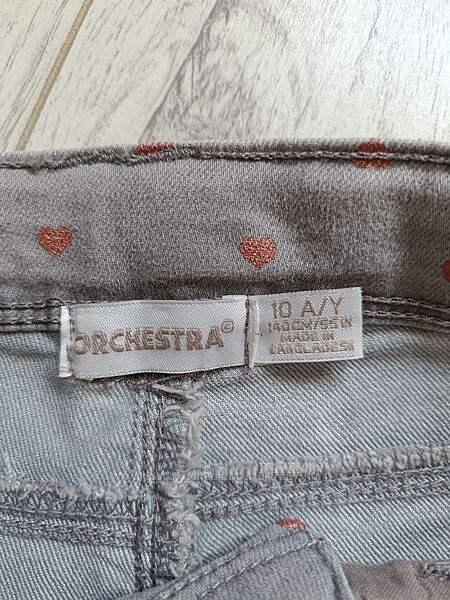 ORCHESTRA©
10 A/Y
140CM/55IN
MADE IN
BANGLADESH